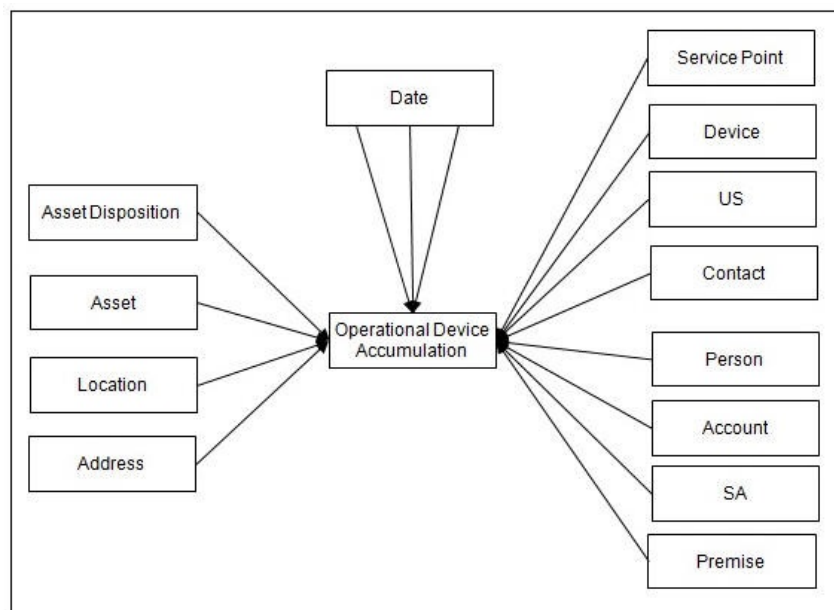 Date
Asset Disposition
Asset
Location
Address
Operational Device
Accumulation
Service Point
Device
US
Contact
Person
Account
SA
Premise